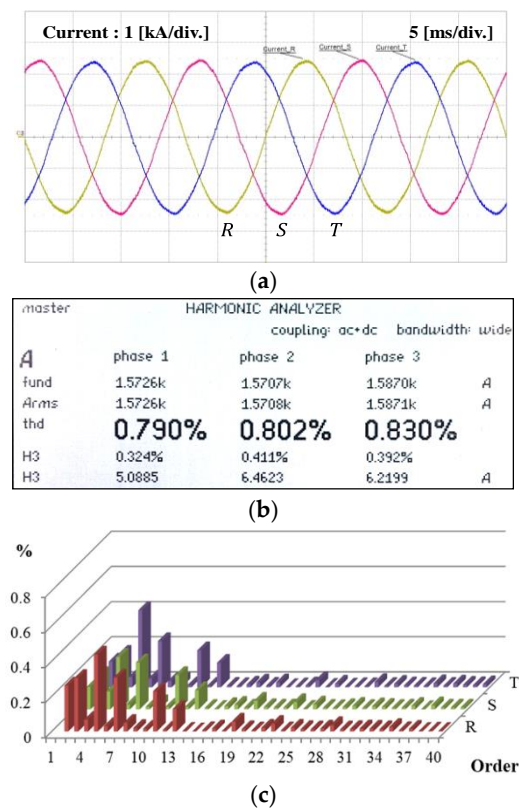 Current : 1 [kA/div.] 5 [ms/div.]
Current_R Current_S Current_T
R S T
(a)
master HARMONIC ANALYZER
coupling: ac+dc bandwidth: wide
A phase 1 phase 2 phase 3
fund 1.5726k 1.5707k 1.5870k A
Arms 1.5726k 1.5708k 1.5871k A
thd 0.790% 0.802% 0.830%
H3 0.324% 0.411% 0.392%
H3 5.0885 6.4623 6.2199 A
(b)
%
0.8
0.6
0.4
0.2
0
T
S
R
1 4 7 10 13 16 19 22 25 28 31 34 37 40
Order
(c)